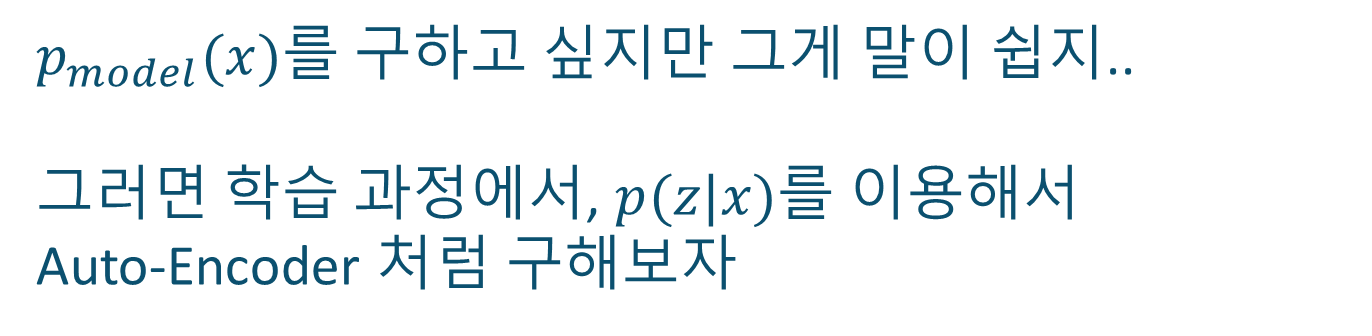 p_model(x)를 구하고 싶지만 그게 말이 쉽지..
그러면 학습 과정에서, p(z|x)를 이용해서
Auto-Encoder 처럼 구해보자